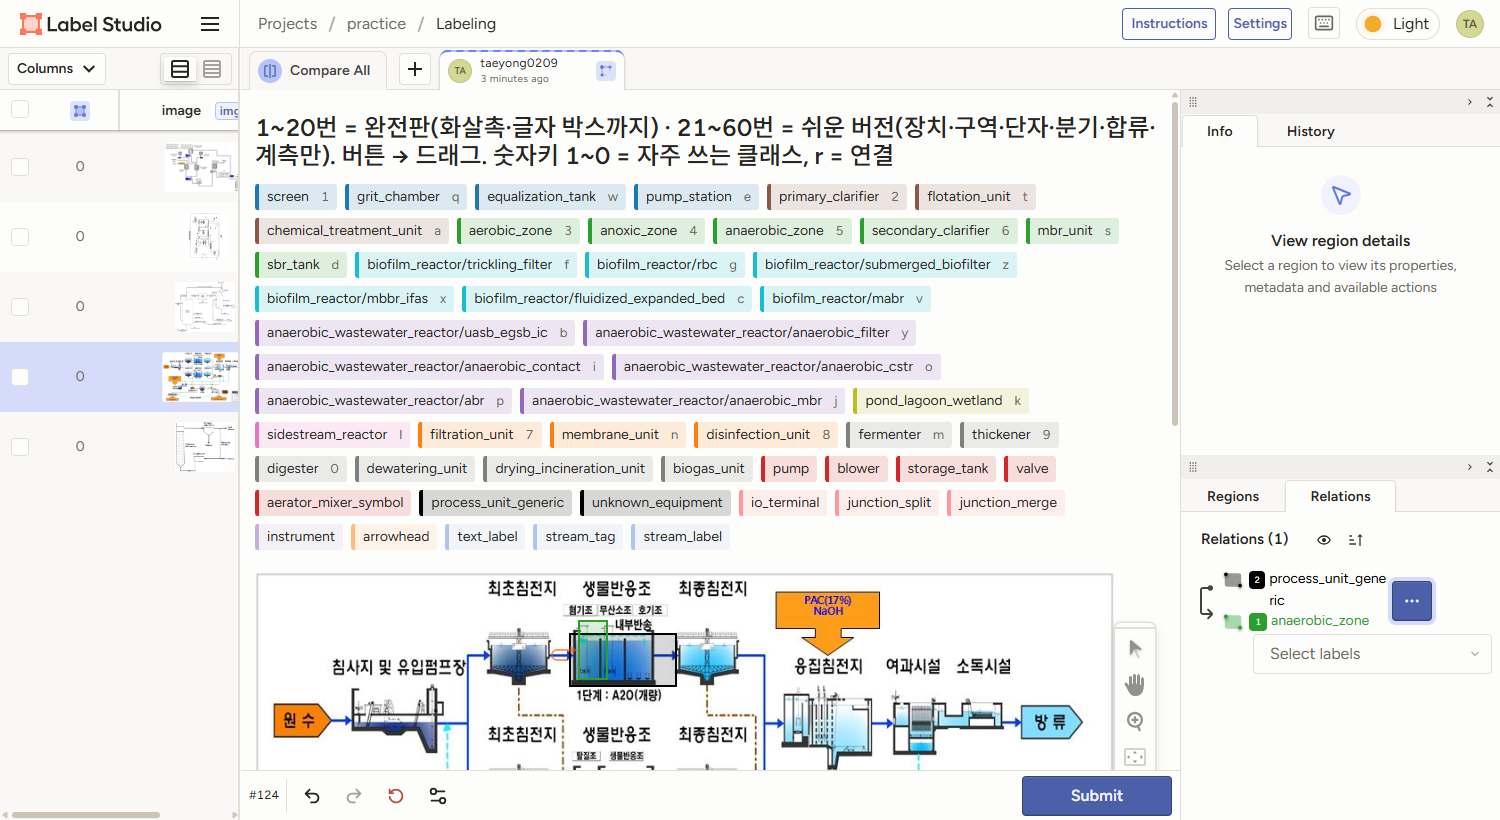 Label Studio
Projects / practice / Labeling
Instructions
Settings
Light
TA
Columns
Compare All
+
TA
taeyong0209
3 minutes ago
image
img
0
0
0
0
0
1~20번 = 완전판(화살촉·글자 박스까지) · 21~60번 = 쉬운 버전(장치·구역·단자·분기·합류·
계측만). 버튼 → 드래그. 숫자키 1~0 = 자주 쓰는 클래스, r = 연결
screen 1 grit_chamber q equalization_tank w pump_station e primary_clarifier 2 flotation_unit t
chemical_treatment_unit a aerobic_zone 3 anoxic_zone 4 anaerobic_zone 5 secondary_clarifier 6 mbr_unit s
sbr_tank d biofilm_reactor/trickling_filter f biofilm_reactor/rbc g biofilm_reactor/submerged_biofilter z
biofilm_reactor/mbbr_ifas x biofilm_reactor/fluidized_expanded_bed c biofilm_reactor/mabr v
anaerobic_wastewater_reactor/uasb_egsb_ic b anaerobic_wastewater_reactor/anaerobic_filter y
anaerobic_wastewater_reactor/anaerobic_contact i anaerobic_wastewater_reactor/anaerobic_cstr o
anaerobic_wastewater_reactor/abr p anaerobic_wastewater_reactor/anaerobic_mbr j pond_lagoon_wetland k
sidestream_reactor l filtration_unit 7 membrane_unit n disinfection_unit 8 fermenter m thickener 9
digester 0 dewatering_unit drying_incineration_unit biogas_unit pump blower storage_tank valve
aerator_mixer_symbol process_unit_generic unknown_equipment io_terminal junction_split junction_merge
instrument arrowhead text_label stream_tag stream_label
최초침전지 생물반응조 최종침전지
혐기조 무산소조 호기조
내부반송
PAC(17%)
NaOH
침사지 및 유입펌프장
응집침전지 여과시설 소독시설
1단계 : A2O(개량)
원 수
방 류
최초침전지 생물반응조 최종침전지
탈질조 생물반응조
#124
Submit
Info
History
View region details
Select a region to view its properties,
metadata and available actions
Regions
Relations
Relations (1)
2 process_unit_gene
ric
1 anaerobic_zone
Select labels